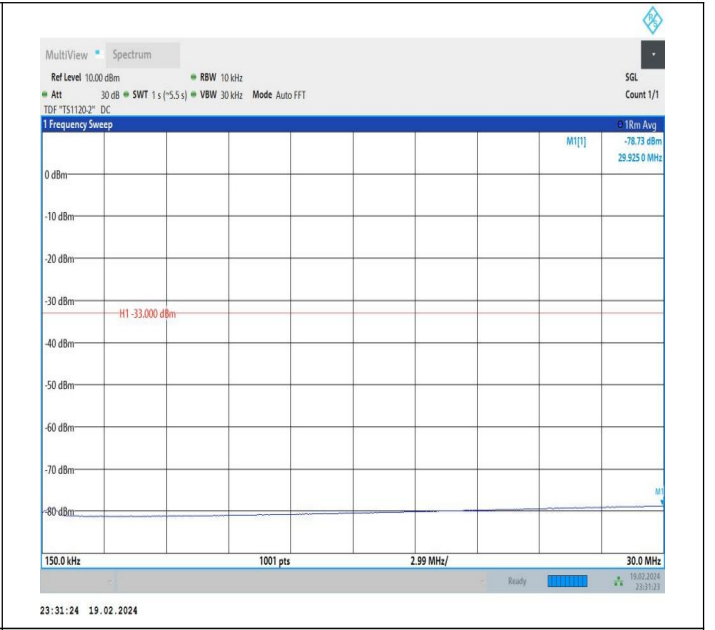 MultiView Spectrum
Ref Level 10.00 dBm RBW 10 kHz SGL
Att 30 dB SWT 1 s (~5.5 s) VBW 30 kHz Mode Auto FFT Count 1/1
TDF "TS1120-2" DC
1 Frequency Sweep 1Rm Avg
M1[1] -78.73 dBm
29.925 0 MHz
0 dBm
-10 dBm
-20 dBm
-30 dBm
H1 -33.000 dBm
-40 dBm
-50 dBm
-60 dBm
-70 dBm
M1
-80 dBm
150.0 kHz 1001 pts 2.99 MHz/ 30.0 MHz
Ready 19.02.2024
23:31:23
23:31:24 19.02.2024